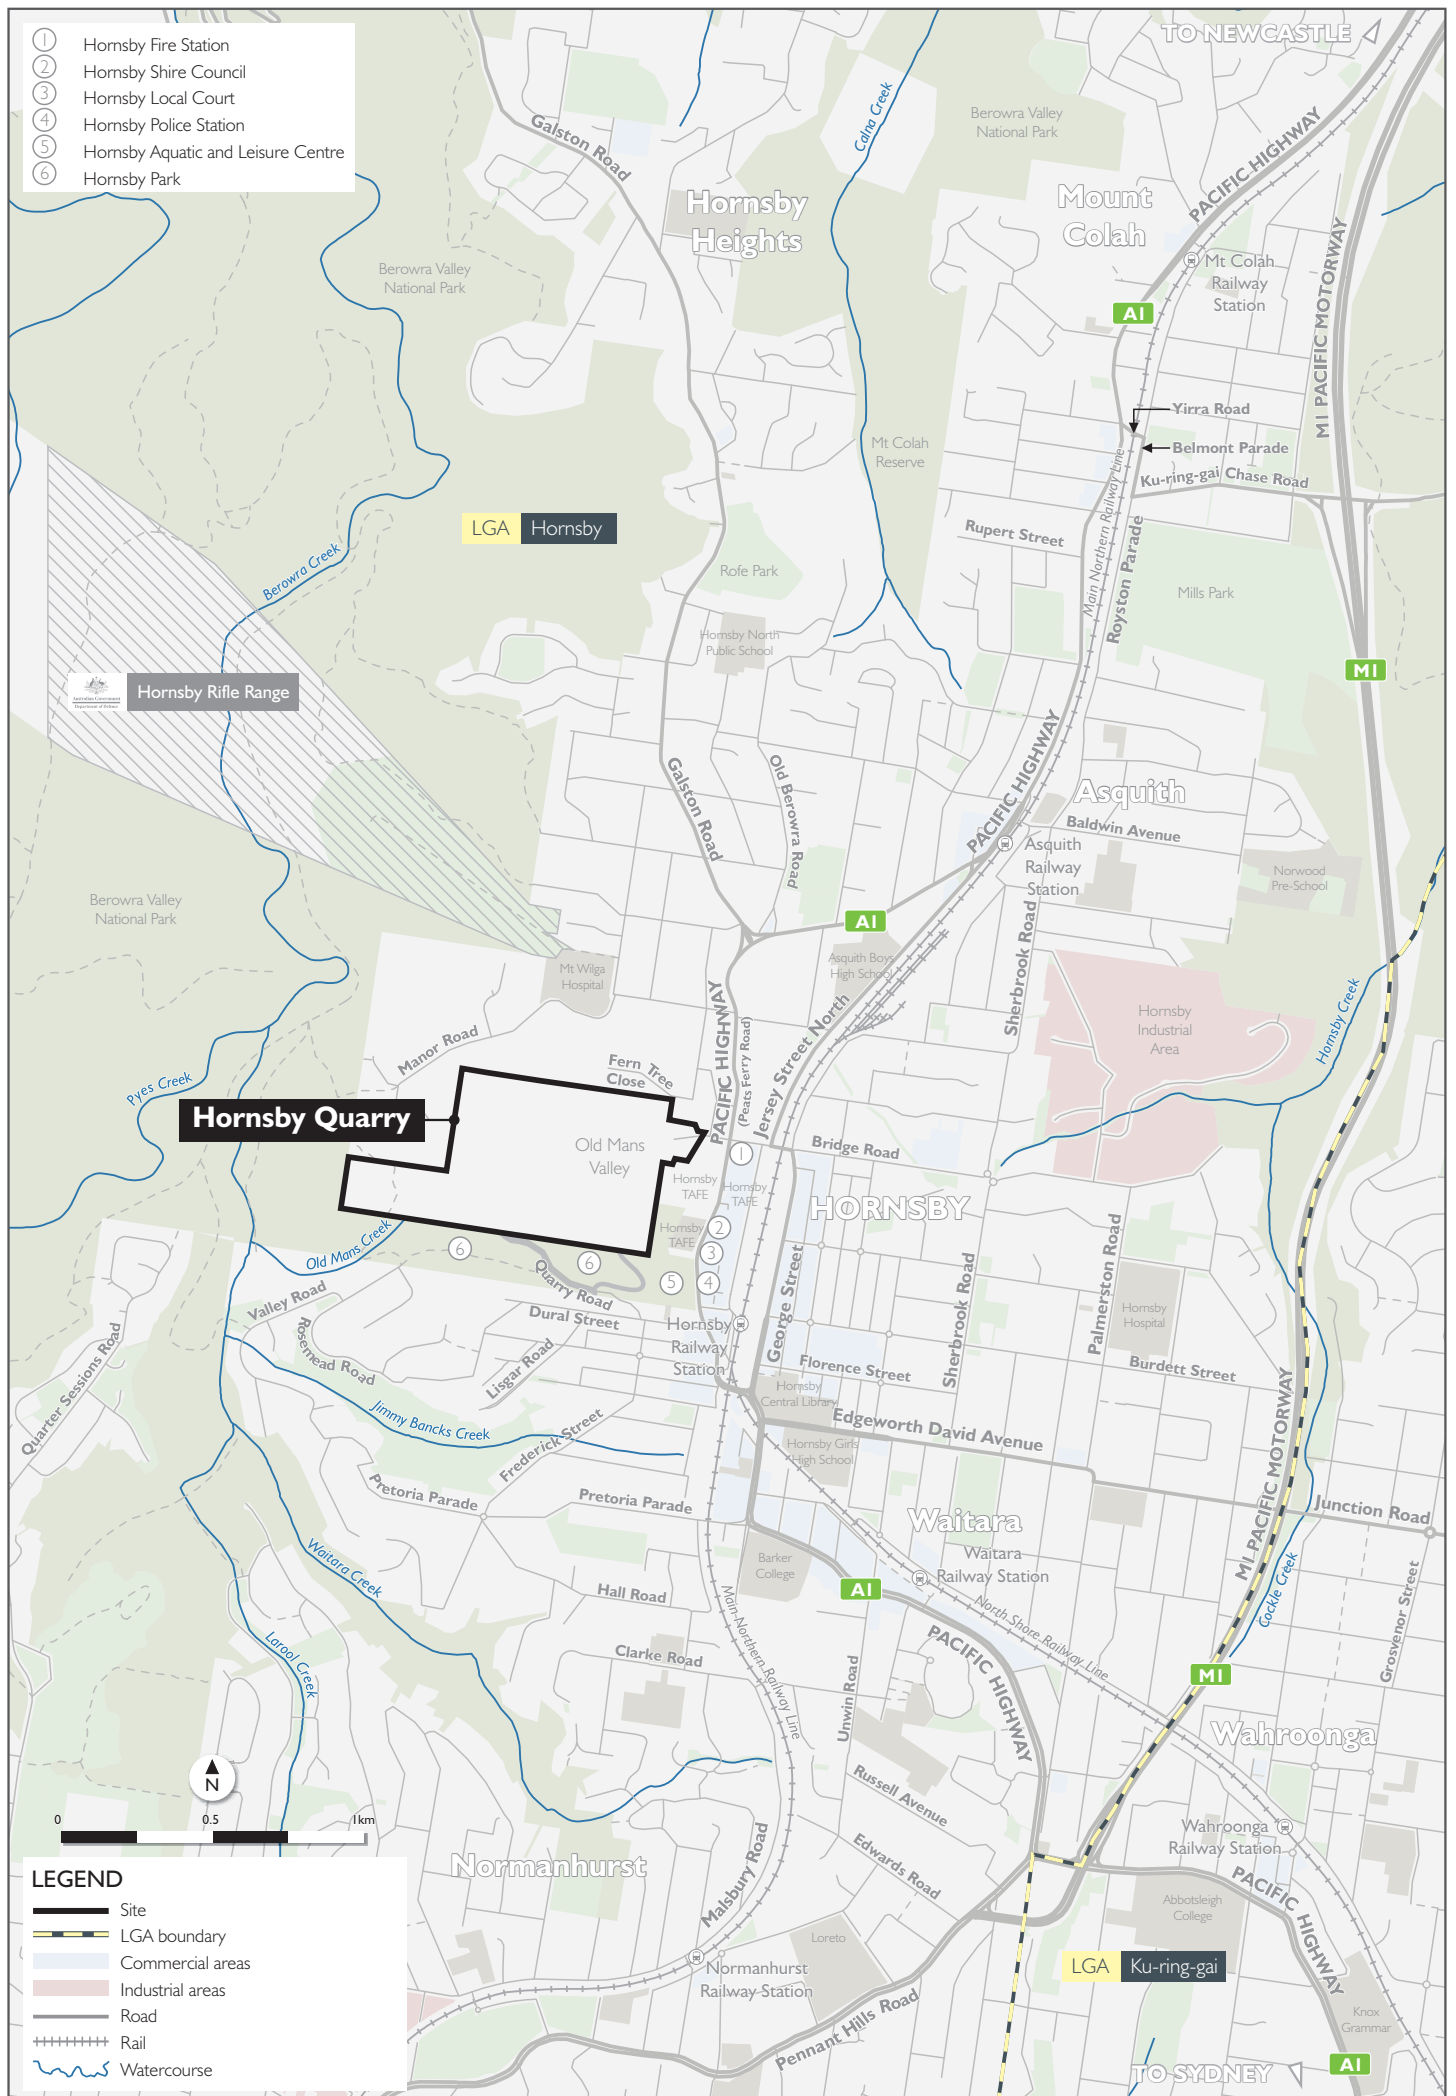 1 Hornsby Fire Station
2 Hornsby Shire Council
3 Hornsby Local Court
4 Hornsby Police Station
5 Hornsby Aquatic and Leisure Centre
6 Hornsby Park
TO NEWCASTLE
Galston Road
Calna Creek
Berowra Valley
National Park
PACIFIC HIGHWAY
Hornsby
Heights
Mount
Colah
Berowra Valley
National Park
Mt Colah
Railway
Station
A1
M1 PACIFIC MOTORWAY
Yirra Road
Belmont Parade
Mt Colah
Reserve
Ku-ring-gai Chase Road
Main Northern Railway Line
LGA Hornsby
Rupert Street
Royston Parade
Berowra Creek
Rofe Park
Mills Park
Hornsby North
Public School
M1
Australian Government
Department of Defence
Hornsby Rifle Range
PACIFIC HIGHWAY
Galston Road
Old Berowra Road
Asquith
Baldwin Avenue
Asquith
Railway
Station
Norwood
Pre-School
Berowra Valley
National Park
A1
Sherbrook Road
Asquith Boys
High School
Mt Wilga
Hospital
Hornsby
Industrial
Area
Hornsby Creek
Manor Road
PACIFIC HIGHWAY
(Peats Ferry Road)
Jersey Street North
Fern Tree
Close
Pyes Creek
Hornsby Quarry
Old Mans
Valley
1
Bridge Road
Hornsby
TAFE
Hornsby
TAFE
HORNSBY
Hornsby
TAFE
2
3
Old Mans Creek
6
6
5
4
Quarry Road
George Street
Sherbrook Road
Palmerston Road
Valley Road
Dural Street
Hornsby
Railway
Station
Hornsby
Hospital
Rosemead Road
Quarter Sessions Road
Lisgar Road
Florence Street
Burdett Street
Hornsby
Central Library
M1 PACIFIC MOTORWAY
Jimmy Bancks Creek
Frederick Street
Edgeworth David Avenue
Hornsby Girls
High School
Pretoria Parade
Pretoria Parade
Junction Road
Waitara
Waitara
Railway Station
Waitara Creek
Barker
College
A1
Hall Road
Main Northern Railway Line
North Shore Railway Line
Cockle Creek
Grosvenor Street
Larool Creek
Clarke Road
PACIFIC HIGHWAY
Unwin Road
M1
Wahroonga
N
0 0.5 1km
Russell Avenue
Wahroonga
Railway Station
Edwards Road
Normanhurst
Malsbury Road
PACIFIC HIGHWAY
Abbotsleigh
College
Loreto
Normanhurst
Railway Station
LGA Ku-ring-gai
Pennant Hills Road
Knox
Grammar
A1
TO SYDNEY
LEGEND
Site
LGA boundary
Commercial areas
Industrial areas
Road
Rail
Watercourse